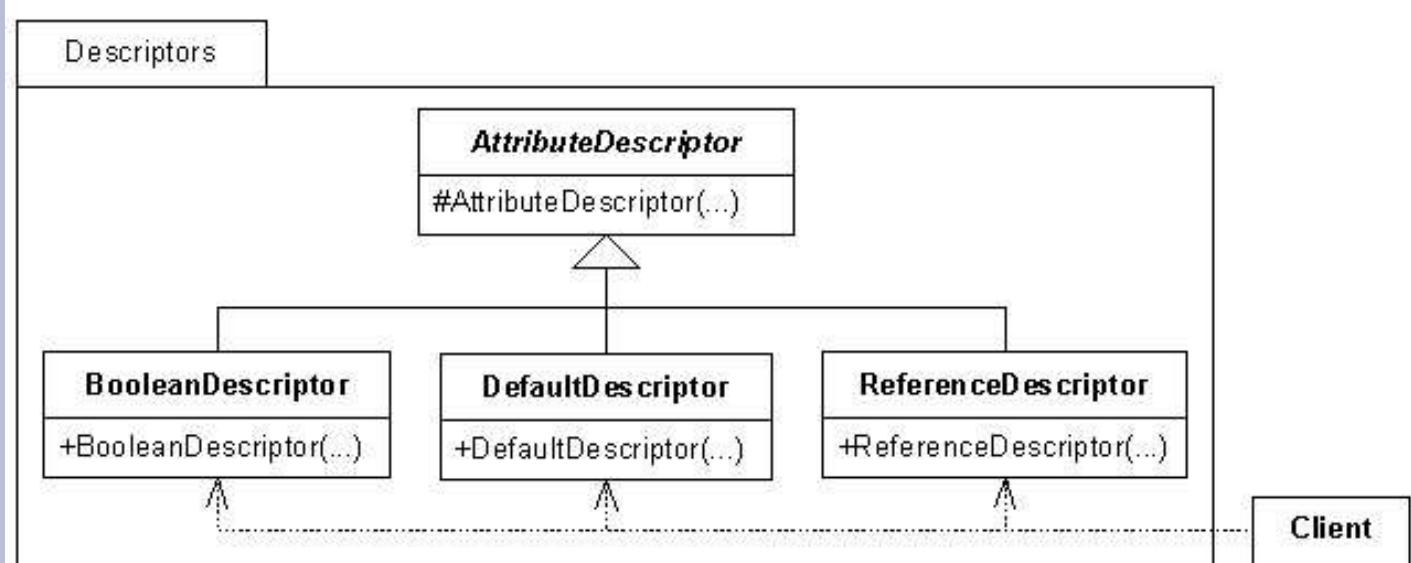 Descriptors
AttributeDescriptor
#AttributeDescriptor(...)
BooleanDescriptor
+BooleanDescriptor(...)
DefaultDescriptor
+DefaultDescriptor(...)
ReferenceDescriptor
+ReferenceDescriptor(...)
Client